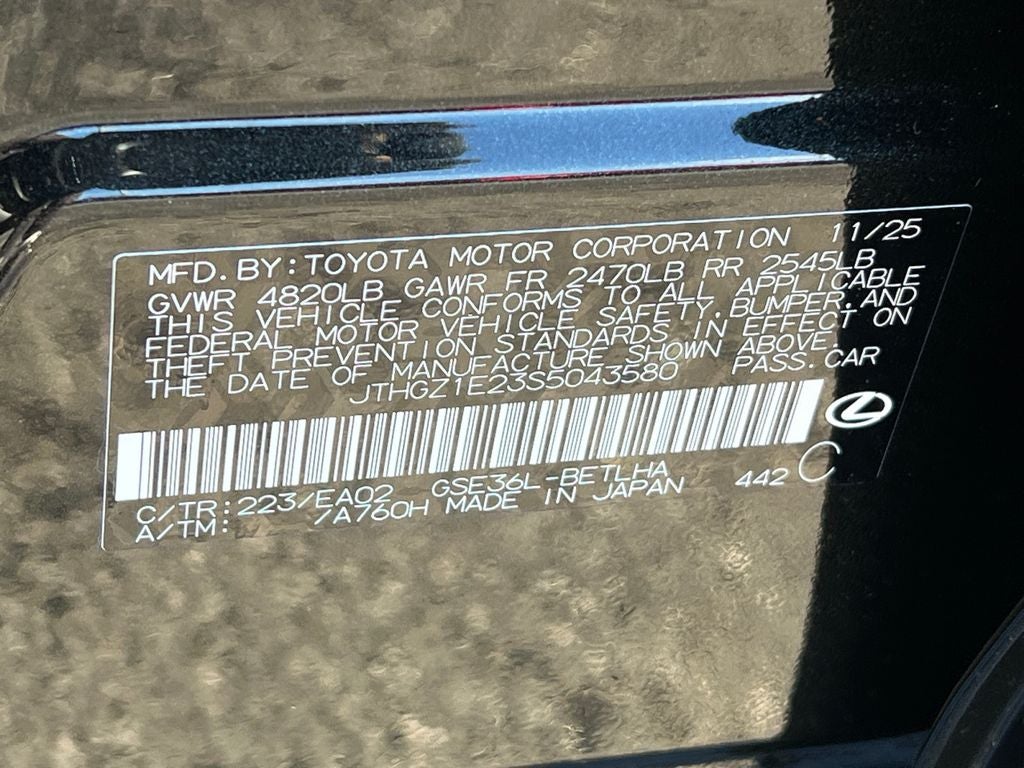 MFD. BY: TOYOTA MOTOR CORPORATION 11/25
GVWR 4820LB GAWR FR 2470LB RR 2545LB
THIS VEHICLE CONFORMS TO ALL APPLICABLE
FEDERAL MOTOR VEHICLE SAFETY, BUMPER, AND
THEFT PREVENTION STANDARDS IN EFFECT ON
THE DATE OF MANUFACTURE SHOWN ABOVE.
JTHGZ1E23S5043580 PASS. CAR
C/TR: 223/EA02 GSE36L-BETLHA 442 C
A/TM: /A760H MADE IN JAPAN